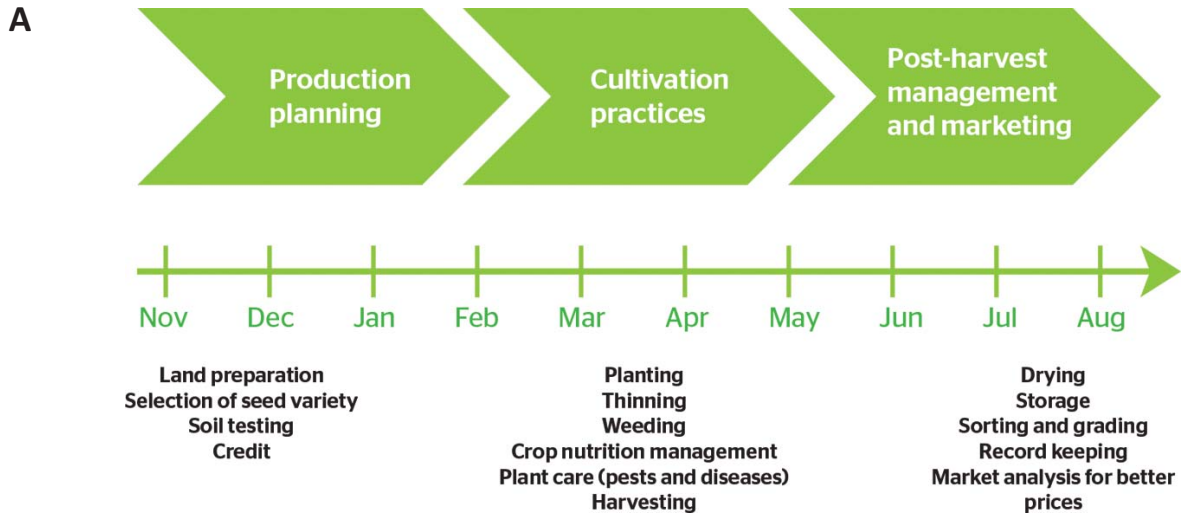 A
Production
planning
Cultivation
practices
Post-harvest
management
and marketing
Nov Dec Jan Feb Mar Apr May Jun Jul Aug
Land preparation
Selection of seed variety
Soil testing
Credit
Planting
Thinning
Weeding
Crop nutrition management
Plant care (pests and diseases)
Harvesting
Drying
Storage
Sorting and grading
Record keeping
Market analysis for better
prices